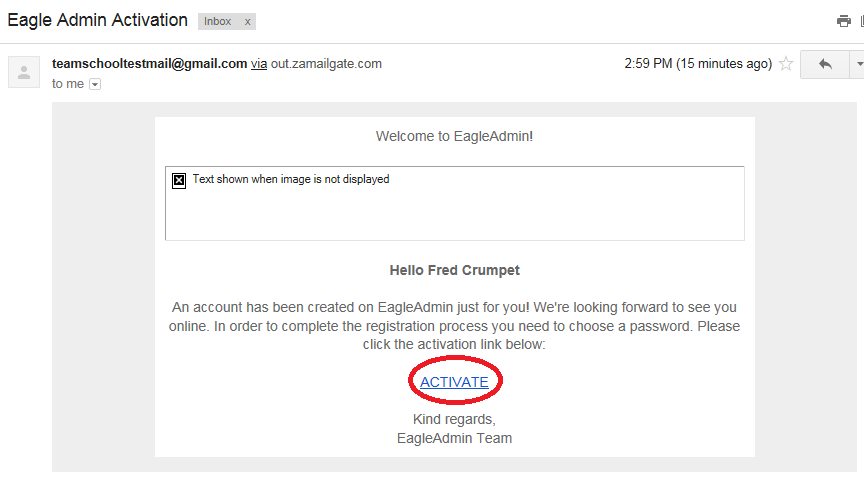 Eagle Admin Activation Inbox x
teamschooltestmail@gmail.com via out.zamailgate.com 2:59 PM (15 minutes ago)
to me
Welcome to EagleAdmin!
Text shown when image is not displayed
Hello Fred Crumpet
An account has been created on EagleAdmin just for you! We're looking forward to see you
online. In order to complete the registration process you need to choose a password. Please
click the activation link below:
ACTIVATE
Kind regards,
EagleAdmin Team